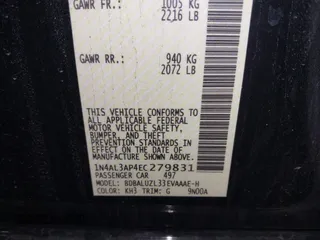 GAWR FR.: 1005 KG
2216 LB
GAWR RR.: 940 KG
2072 LB
THIS VEHICLE CONFORMS TO
ALL APPLICABLE FEDERAL
MOTOR VEHICLE SAFETY,
BUMPER, AND THEFT
PREVENTION STANDARDS
IN EFFECT ON THE DATE OF
MANUFACTURE SHOWN ABOVE.
1N4AL3AP4EC279831
PASSENGER CAR 497
MODEL: BDBALUZL33EVAAAE-H
COLOR: KH3 TRIM: G 9N00A